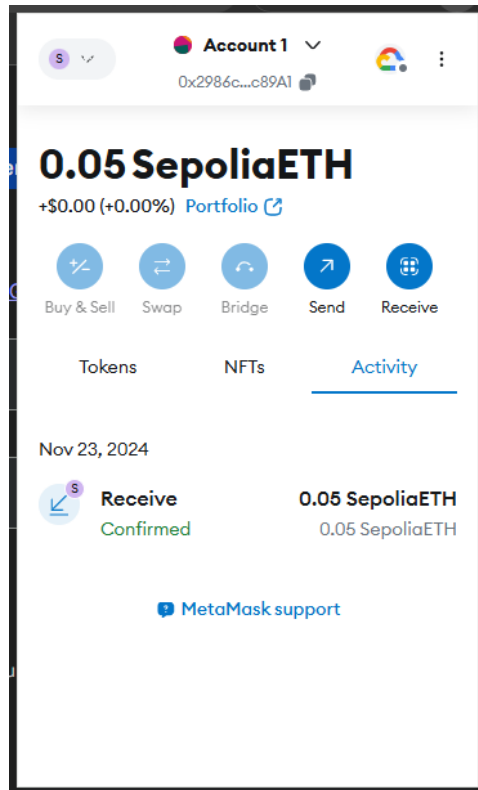 S
Account 1
0x2986c...c89A1
0.05 SepoliaETH
+$0.00 (+0.00%) Portfolio
Buy & Sell Swap Bridge Send Receive
Tokens NFTs Activity
Nov 23, 2024
S
Receive 0.05 SepoliaETH
Confirmed 0.05 SepoliaETH
MetaMask support